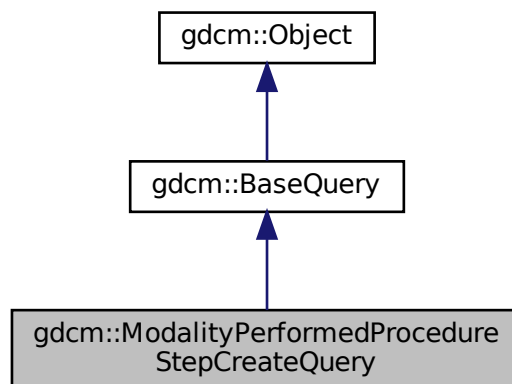 gdcm::Object
gdcm::BaseQuery
gdcm::ModalityPerformedProcedure
StepCreateQuery